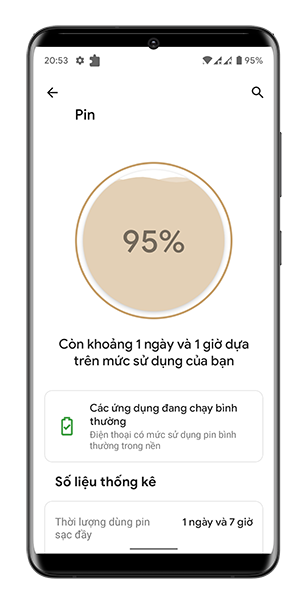 20:53 95%
Pin
95%
Còn khoảng 1 ngày và 1 giờ dựa
trên mức sử dụng của bạn
Các ứng dụng đang chạy bình
thường
Điện thoại có mức sử dụng pin bình
thường trong nền
Số liệu thống kê
Thời lượng dùng pin 1 ngày và 7 giờ
sạc đầy